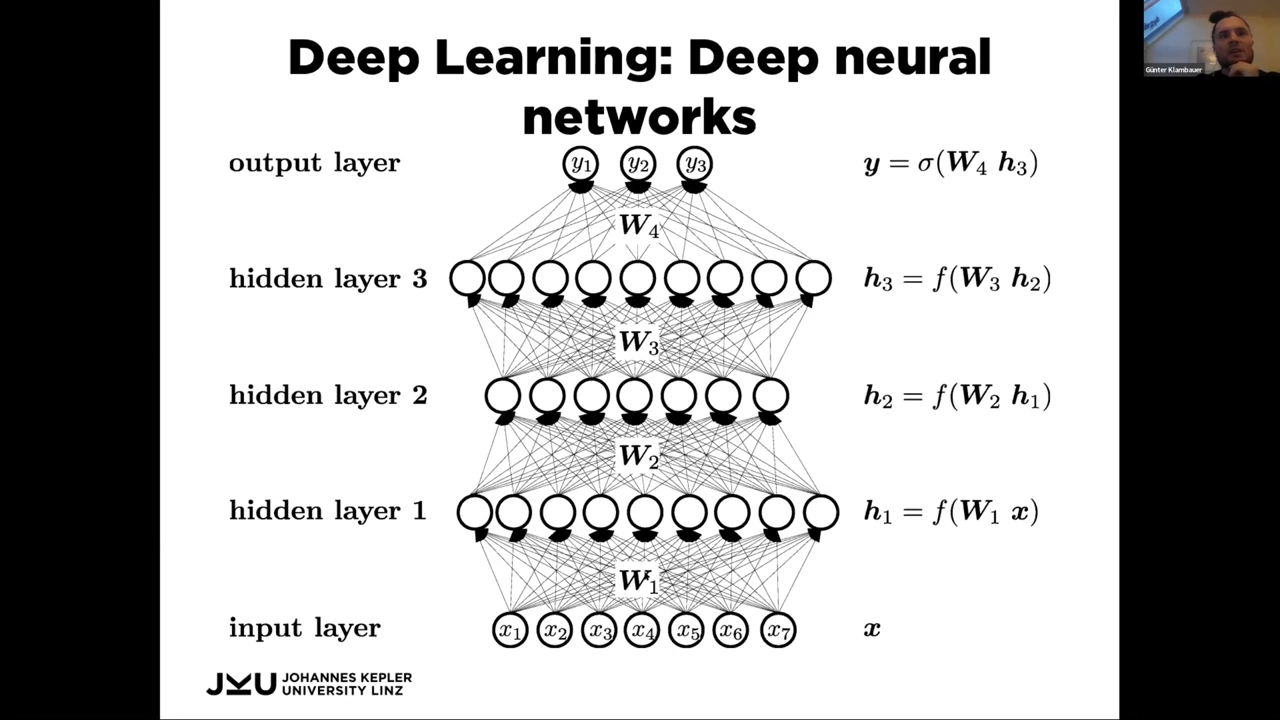 Deep Learning: Deep neural
networks
output layer
y₁ y₂ y₃
y = σ(W₄ h₃)
W₄
hidden layer 3
h₃ = f(W₃ h₂)
W₃
hidden layer 2
h₂ = f(W₂ h₁)
W₂
hidden layer 1
h₁ = f(W₁ x)
W₁
input layer
x₁ x₂ x₃ x₄ x₅ x₆ x₇
x
JKU JOHANNES KEPLER
UNIVERSITY LINZ
Günter Klambauer